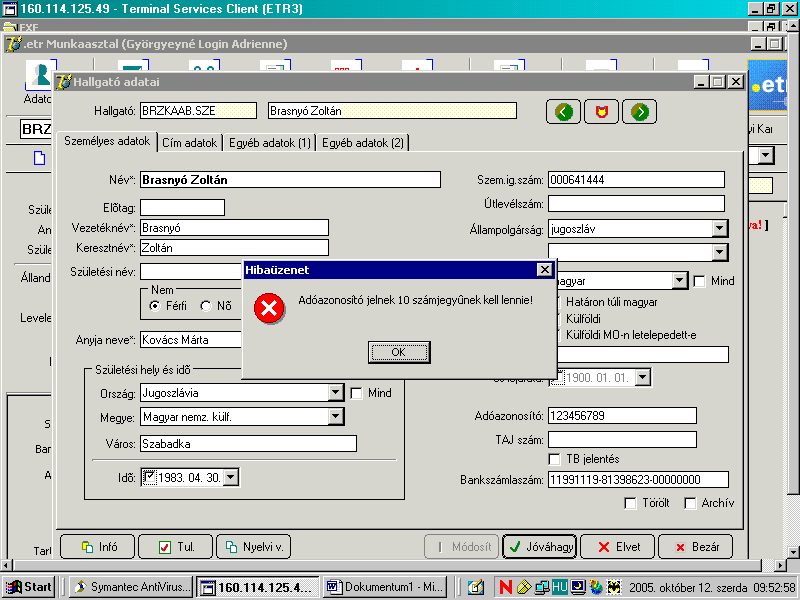 160.114.125.49 - Terminal Services Client (ETR3)
EXE
.etr Munkaasztal (Györgyeyné Login Adrienne)
Hallgató adatai
Adato
.et
Hallgató: BRZKAAB.SZE Brasnyó Zoltán
BRZ
yi Kar
Személyes adatok Cím adatok Egyéb adatok (1) Egyéb adatok (2)
Név*: Brasnyó Zoltán
Szem.ig.szám: 000641444
Előtag:
Útlevélszám:
Szüle
Vezetéknév*: Brasnyó
Állampolgárság: jugoszláv
va! ]
An
Keresztnév*: Zoltán
Szüle
Születési név:
Álland
Hibaüzenet
agyar Mind
Nem
Férfi Nő
Adóazonosító jelnek 10 számjegyűnek kell lennie!
Határon túli magyar
Levele
Külföldi
Anyja neve*: Kovács Márta
Külföldi MO-n letelepedett-e
OK
Születési hely és idő
1900. 01. 01.
Ország: Jugoszlávia Mind
Megye: Magyar nemz. külf.
Adóazonosító: 123456789
Város: Szabadka
TAJ szám:
Bar
TB jelentés
Idő: 1983. 04. 30.
Bankszámlaszám: 11991119-81398623-00000000
Törölt Archív
Tart
Infó Tul. Nyelvi v. Módosít Jóváhagy Elvet Bezár
Start Symantec AntiVirus... 160.114.125.4... Dokumentum1 - Mi... HU 2005. október 12. szerda 09:52:58